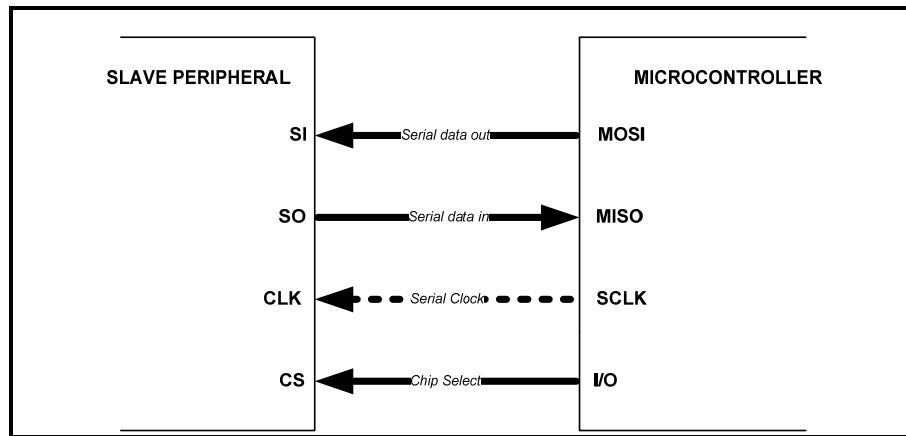 SLAVE PERIPHERAL MICROCONTROLLER
SI Serial data out MOSI
SO Serial data in MISO
CLK Serial Clock SCLK
CS Chip Select I/O